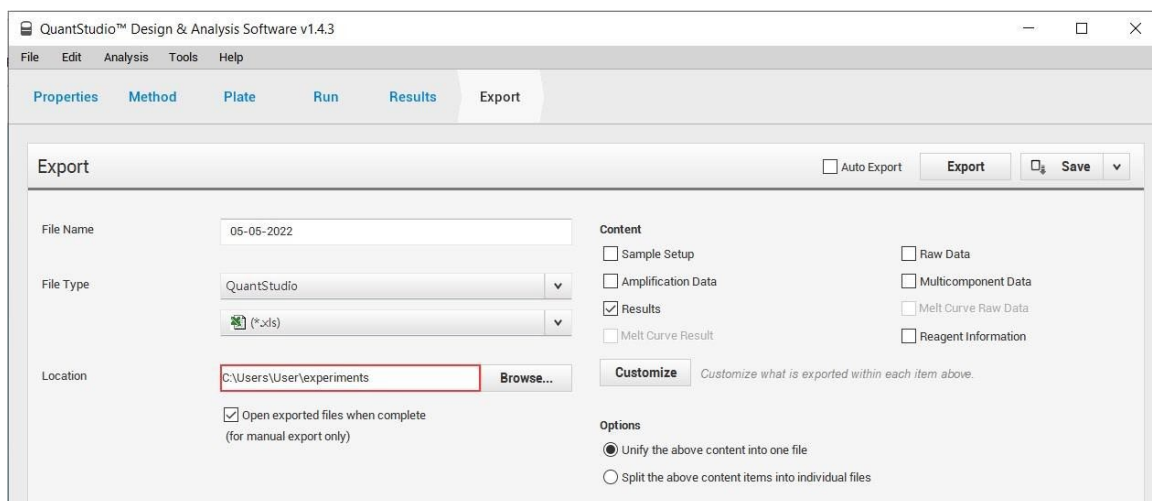 QuantStudio™ Design & Analysis Software v1.4.3
File Edit Analysis Tools Help
Properties Method Plate Run Results Export
Export
Auto Export Export Save
File Name 05-05-2022
File Type QuantStudio
(*.xls)
Location C:\Users\User\experiments Browse...
Open exported files when complete
(for manual export only)
Content
Sample Setup Raw Data
Amplification Data Multicomponent Data
Results Melt Curve Raw Data
Melt Curve Result Reagent Information
Customize Customize what is exported within each item above.
Options
Unify the above content into one file
Split the above content items into individual files